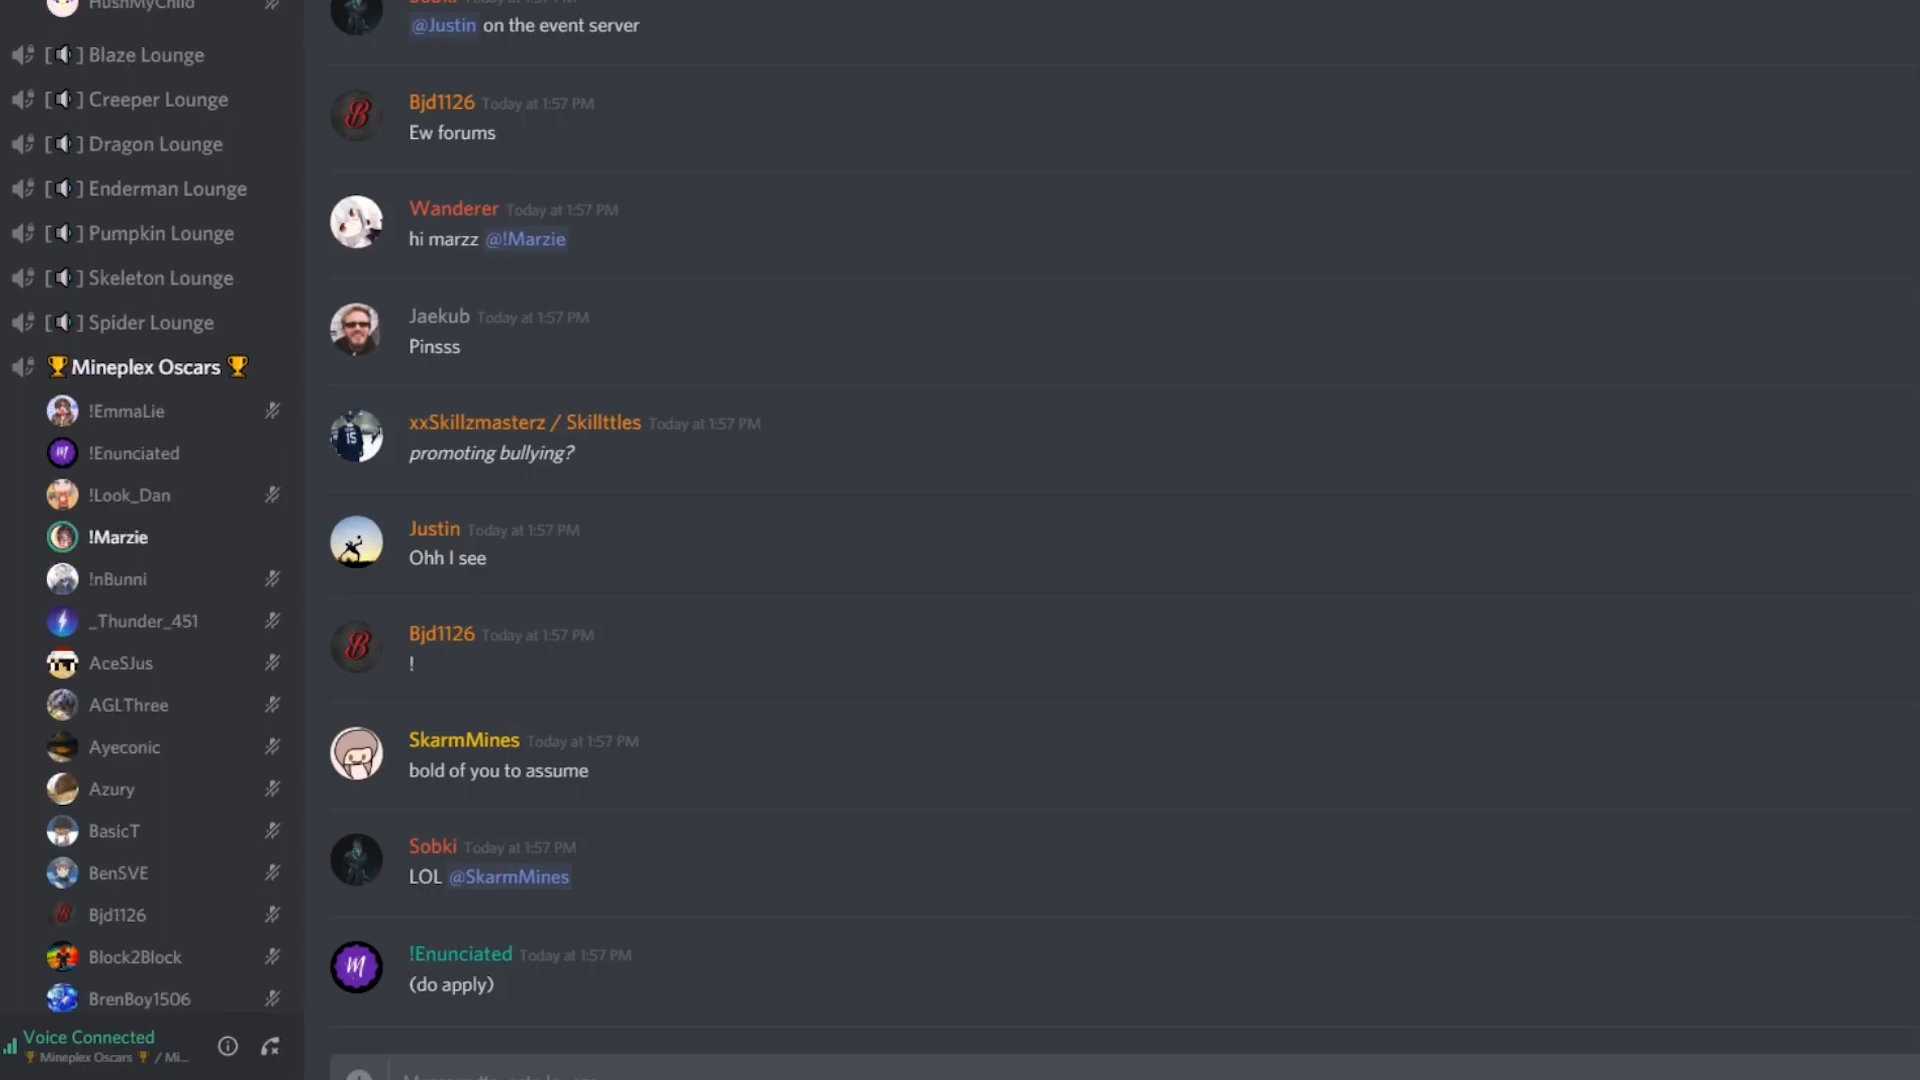 HushMyChild
[🔊] Blaze Lounge
[🔊] Creeper Lounge
[🔊] Dragon Lounge
[🔊] Enderman Lounge
[🔊] Pumpkin Lounge
[🔊] Skeleton Lounge
[🔊] Spider Lounge
🏆Mineplex Oscars 🏆
!EmmaLie
!Enunciated
!Look_Dan
!Marzie
!nBunni
_Thunder_451
AceSJus
AGLThree
Ayeconic
Azury
BasicT
BenSVE
Bjd1126
Block2Block
BrenBoy1506
Voice Connected
🏆 Mineplex Oscars 🏆 / Mi...
Sobki Today at 1:57 PM
@Justin on the event server
Bjd1126 Today at 1:57 PM
Ew forums
Wanderer Today at 1:57 PM
hi marzz @!Marzie
Jaekub Today at 1:57 PM
Pinsss
xxSkillzmasterz / Skillttles Today at 1:57 PM
promoting bullying?
Justin Today at 1:57 PM
Ohh I see
Bjd1126 Today at 1:57 PM
!
SkarmMines Today at 1:57 PM
bold of you to assume
Sobki Today at 1:57 PM
LOL @SkarmMines
!Enunciated Today at 1:57 PM
(do apply)